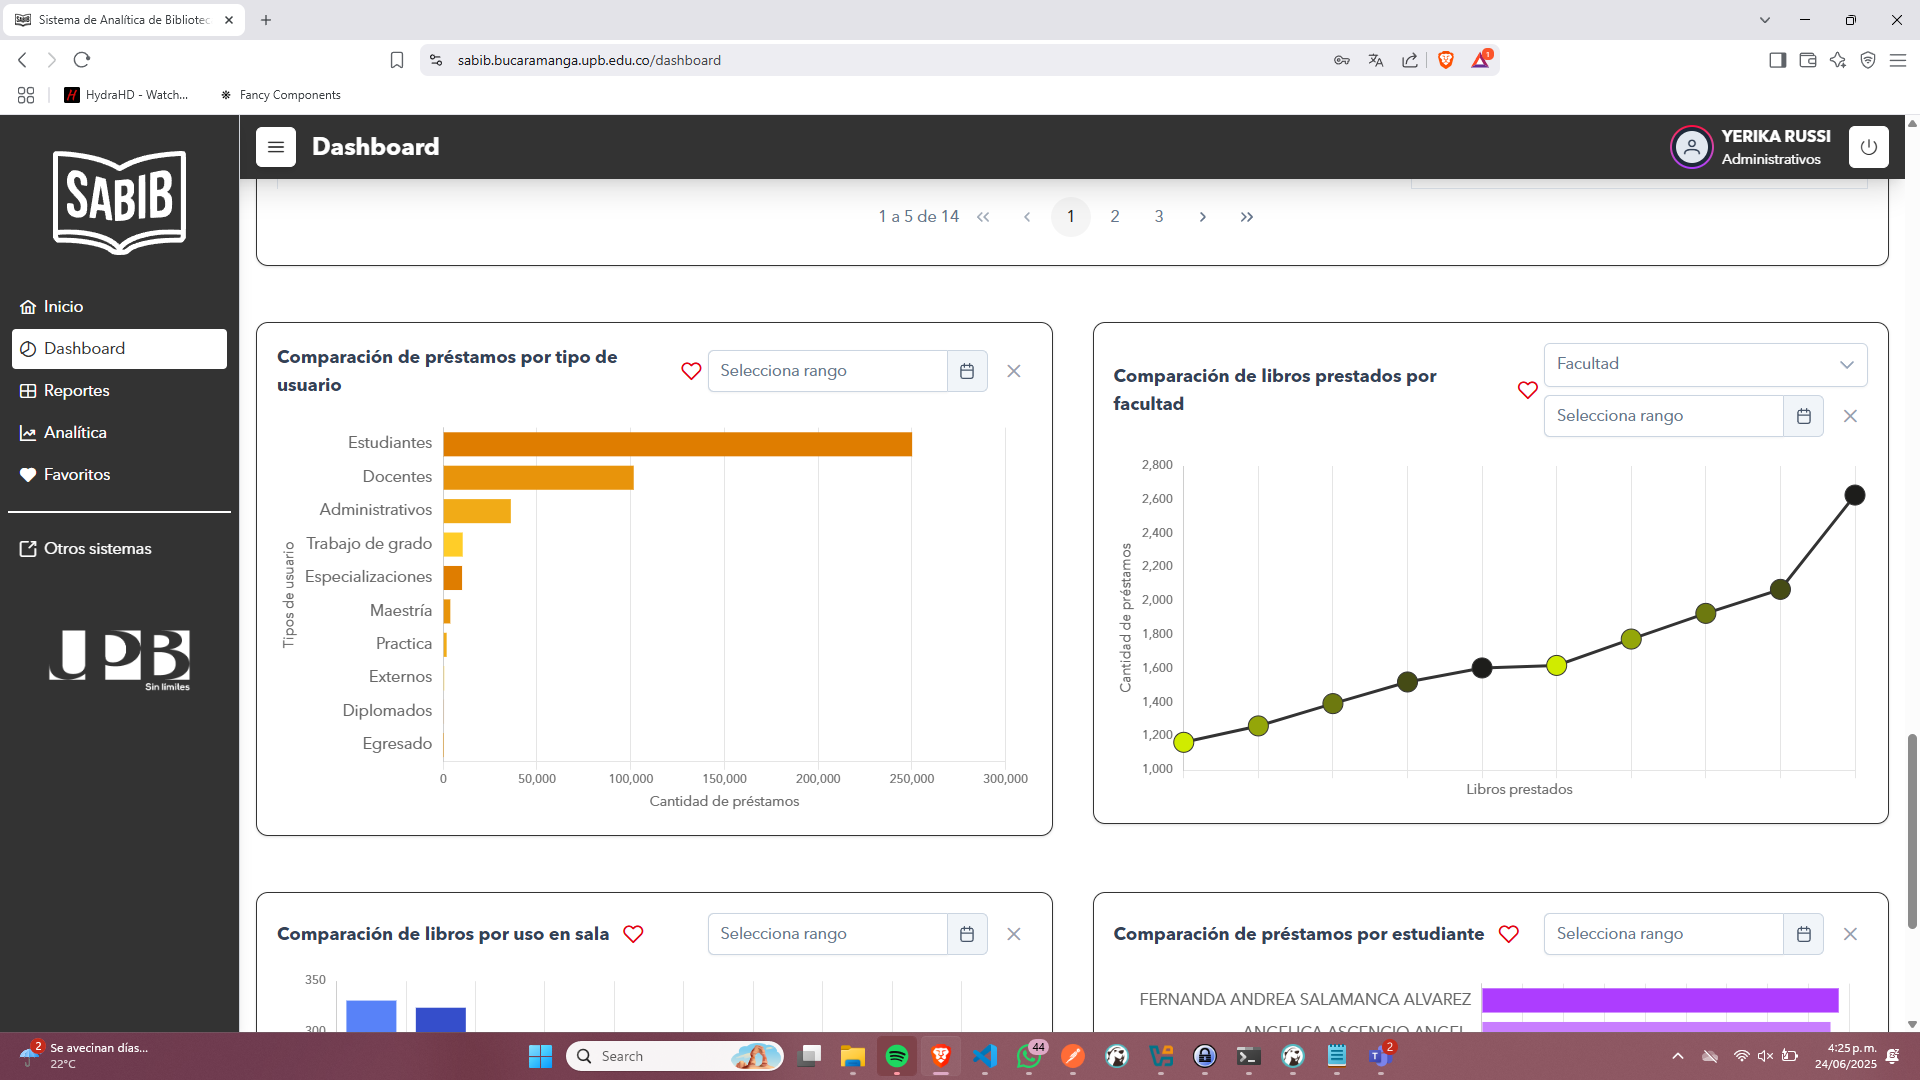 Sistema de Analítica de Bibliotec
sabib.bucaramanga.upb.edu.co/dashboard
1
HydraHD - Watch...
Fancy Components
SABIB
Dashboard
YERIKA RUSSI
Administrativos
Inicio
Dashboard
Reportes
Analítica
Favoritos
Otros sistemas
UPB
Sin límites
1 a 5 de 14
1
2
3
Comparación de préstamos por tipo de
usuario
Selecciona rango
Tipos de usuario
Estudiantes
Docentes
Administrativos
Trabajo de grado
Especializaciones
Maestría
Practica
Externos
Diplomados
Egresado
0
50,000
100,000
150,000
200,000
250,000
300,000
Cantidad de préstamos
Comparación de libros prestados por
facultad
Facultad
Selecciona rango
Cantidad de préstamos
2,800
2,600
2,400
2,200
2,000
1,800
1,600
1,400
1,200
1,000
Libros prestados
Comparación de libros por uso en sala
Selecciona rango
350
300
Comparación de préstamos por estudiante
Selecciona rango
FERNANDA ANDREA SALAMANCA ALVAREZ
ANGELICA ASCENCIO ANGEL
2
Se avecinan días...
22°C
Search
44
2
4:25 p. m.
24/06/2025